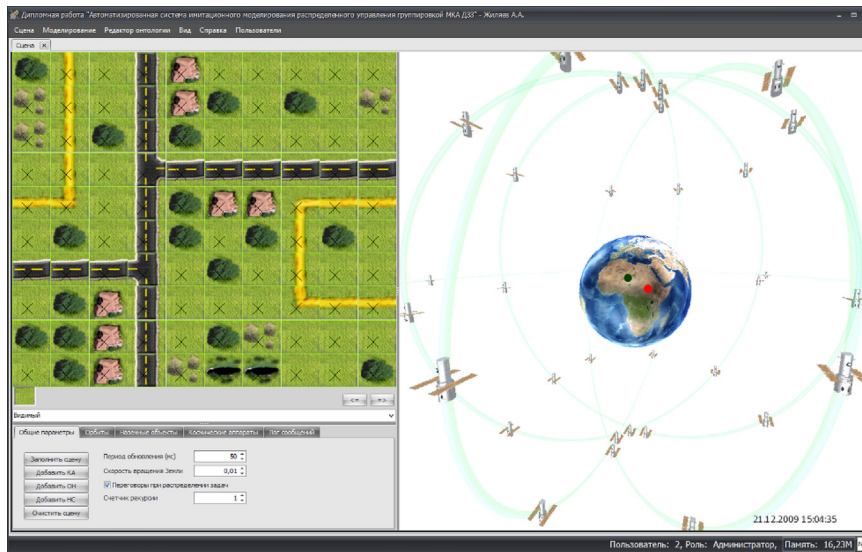 Дипломная работа "Автоматизированная система имитационного моделирования распределенного управления группировкой МКА ДЗЗ" - Жиляев А.А.
Сцена Моделирование Редактор онтологии Вид Справка Пользователи
Сцена
<= =>
Видимый
Общие параметры Орбиты Наземные объекты Космические аппараты Лог сообщений
Заполнить сцену
Добавить КА
Добавить ОН
Добавить НС
Очистить сцену
Период обновления (мс) 50
Скорость вращения Земли 0,01
Переговоры при распределении задач
Счетчик рекурсии 1
21.12.2009 15:04:35
Пользователь: 2, Роль: Администратор, Память: 16,23М